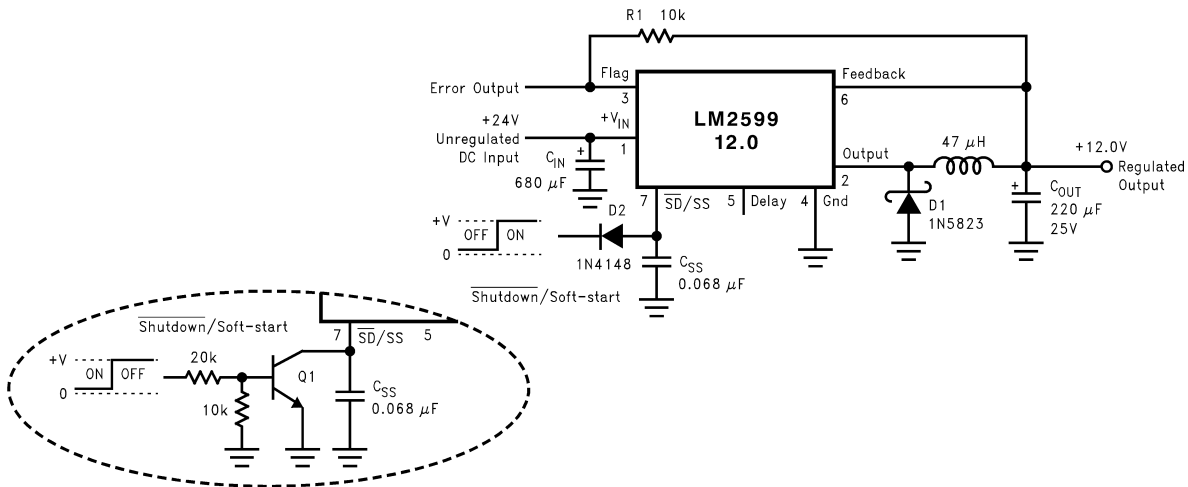 R1 10k
Flag
Feedback
Error Output
3
6
LM2599
12.0
+24V
+V_IN
Unregulated
DC Input
1
C_IN
+
680 µF
Output
2
47 µH
+12.0V
Regulated
Output
+
C_OUT
220 µF
25V
D1
1N5823
7
SD/SS
5
Delay
4
Gnd
D2
+V
OFF
ON
0
1N4148
C_SS
0.068 µF
Shutdown/Soft-start
Shutdown/Soft-start
7
SD/SS
5
+V
ON
OFF
0
20k
Q1
10k
C_SS
0.068 µF